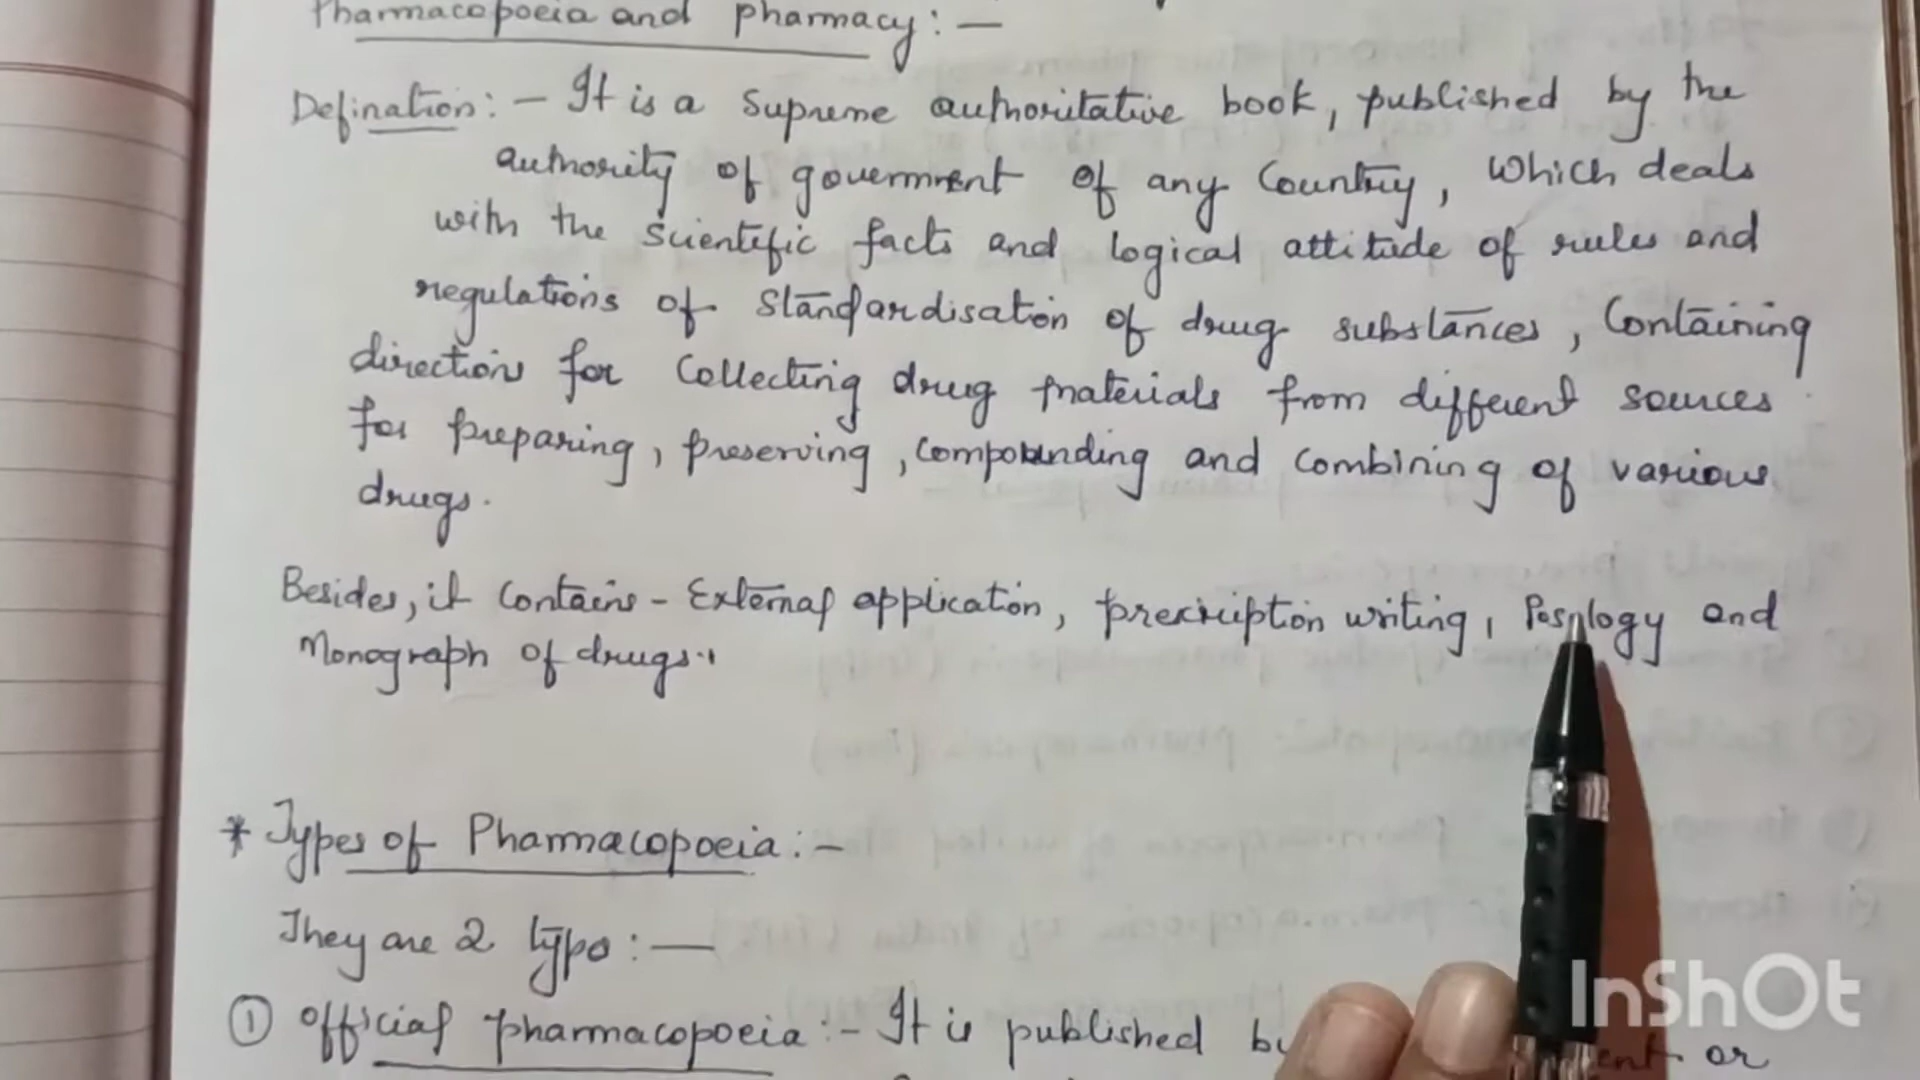 Pharmacopoeia and pharmacy : —
Defination : — It is a supreme authoritative book, published by the
authority of government of any Country, which deals
with the scientific facts and logical attitude of rules and
regulations of standardisation of drug substances, Containing
directions for Collecting drug materials from different sources
for preparing, preserving, compounding and combining of various
drugs.
Besides, it Contains - External application, prescription writing, Posology and
Monograph of drugs.
* Types of Pharmacopoeia : —
They are 2 types : —
① Official pharmacopoeia : - It is published by or
InShOt